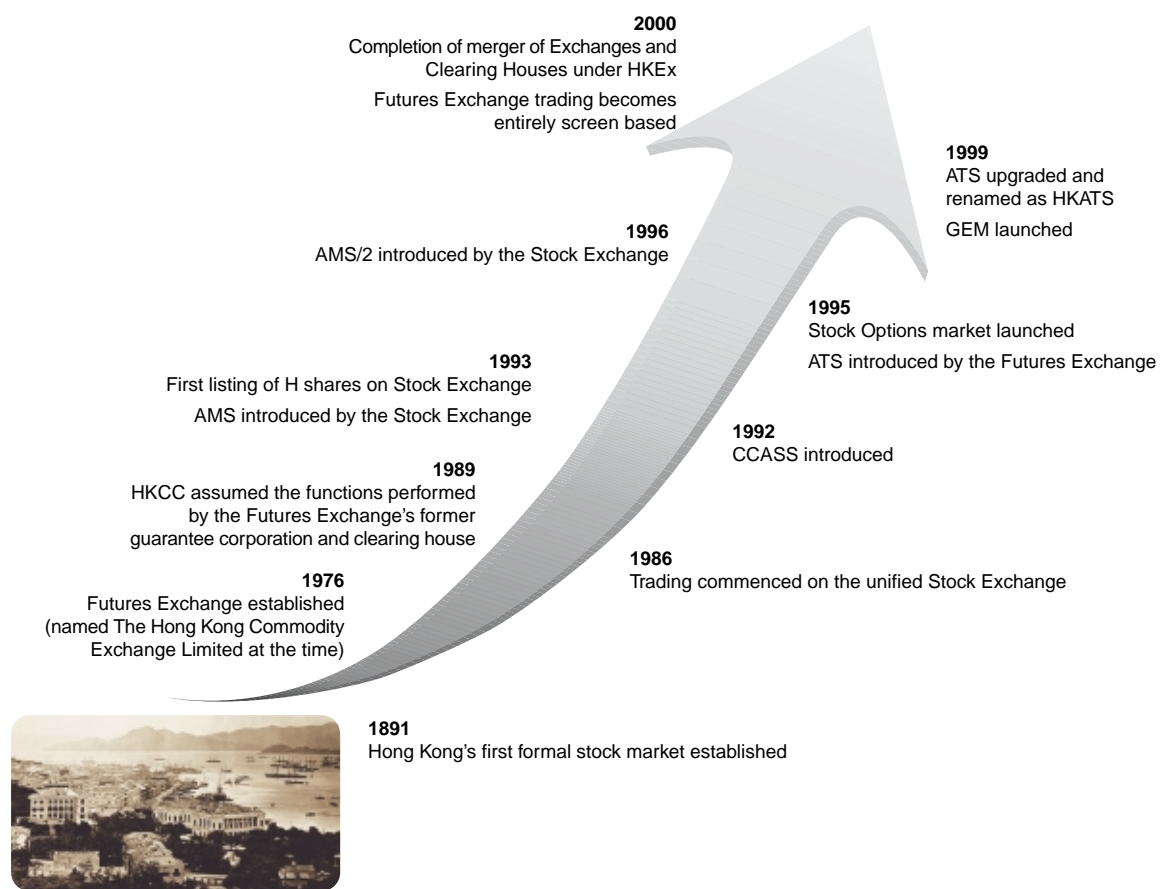 2000
Completion of merger of Exchanges and
Clearing Houses under HKEx
Futures Exchange trading becomes
entirely screen based
1999
ATS upgraded and
renamed as HKATS
GEM launched
1996
AMS/2 introduced by the Stock Exchange
1995
Stock Options market launched
ATS introduced by the Futures Exchange
1993
First listing of H shares on Stock Exchange
AMS introduced by the Stock Exchange
1992
CCASS introduced
1989
HKCC assumed the functions performed
by the Futures Exchange’s former
guarantee corporation and clearing house
1986
Trading commenced on the unified Stock Exchange
1976
Futures Exchange established
(named The Hong Kong Commodity
Exchange Limited at the time)
1891
Hong Kong’s first formal stock market established